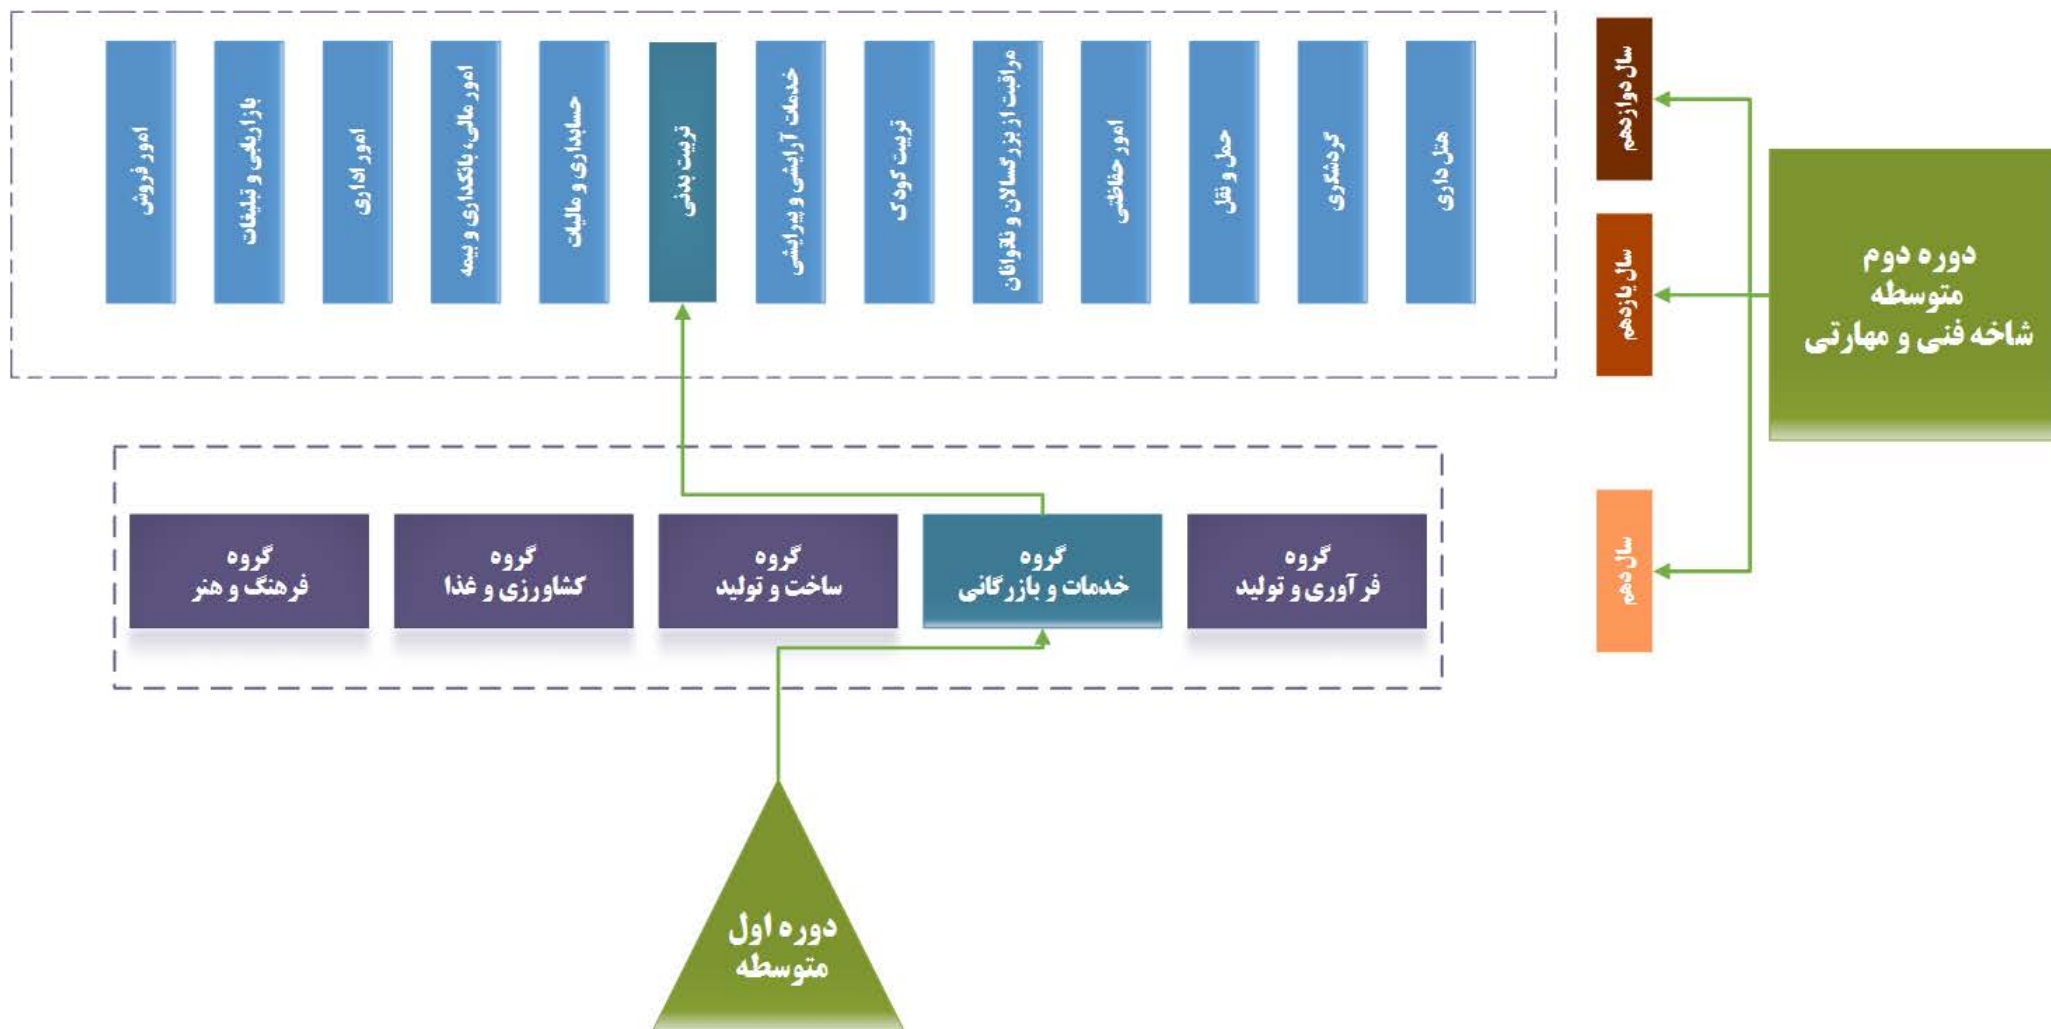 سال دوازدهم
سال یازدهم
سال دهم
دوره دوم
متوسطه
شاخه فنی و مهارتی
هتل داری
گردشگری
حمل و نقل
امور حفاظتی
مراقبت از بزرگسالان و ناتوانان
تربیت کودک
خدمات آرایشی و پیرایشی
تربیت بدنی
حسابداری و مالیات
امور مالی، بانکداری و بیمه
امور اداری
بازاریابی و تبلیغات
امور فروش
گروه
فرآوری و تولید
گروه
خدمات و بازرگانی
گروه
ساخت و تولید
گروه
کشاورزی و غذا
گروه
فرهنگ و هنر
دوره اول
متوسطه